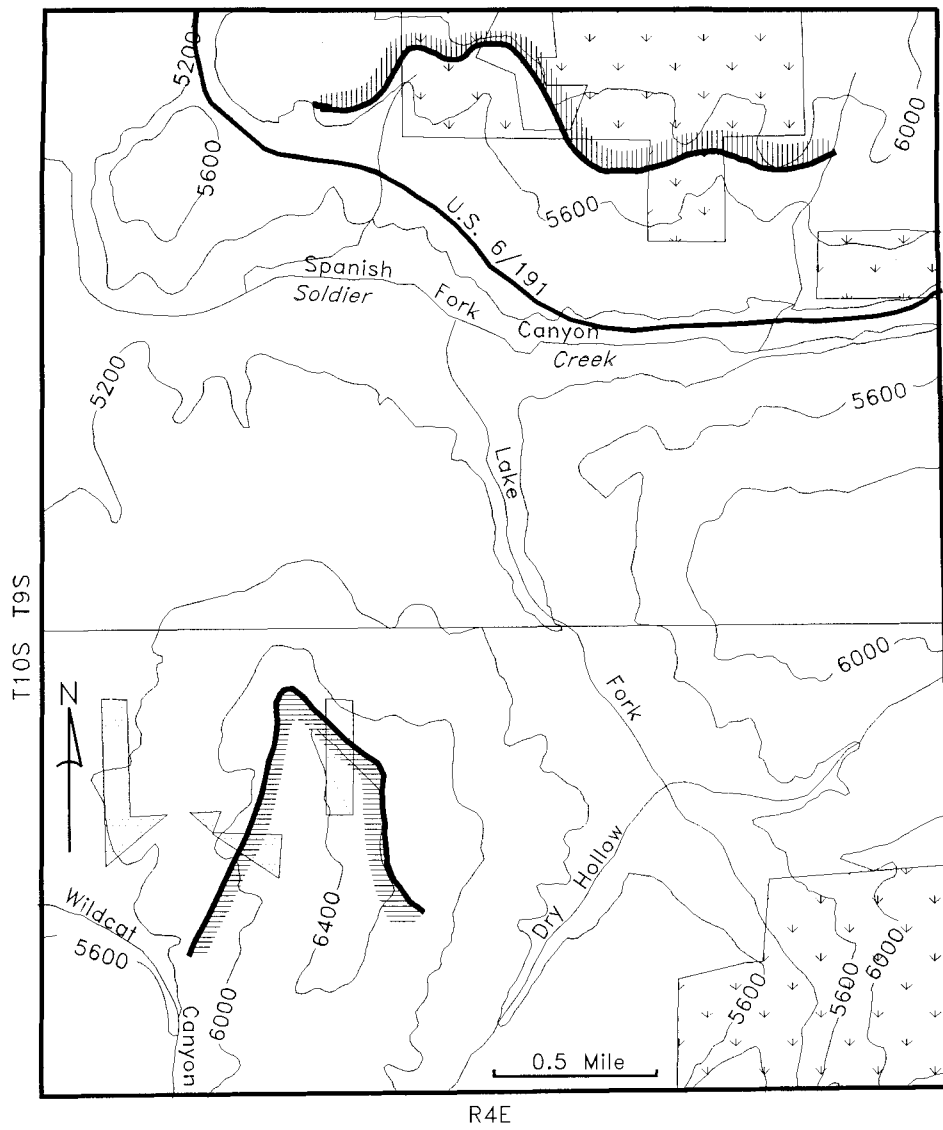 5200
5600
6000
5600
U.S. 6/191
Spanish Fork Canyon
Soldier Creek
5200
5600
Lake Fork
T9S
T10S
6000
N
Dry Hollow
Wildcat Canyon
5600
6400
6000
5600
5600
6000
0.5 Mile
R4E